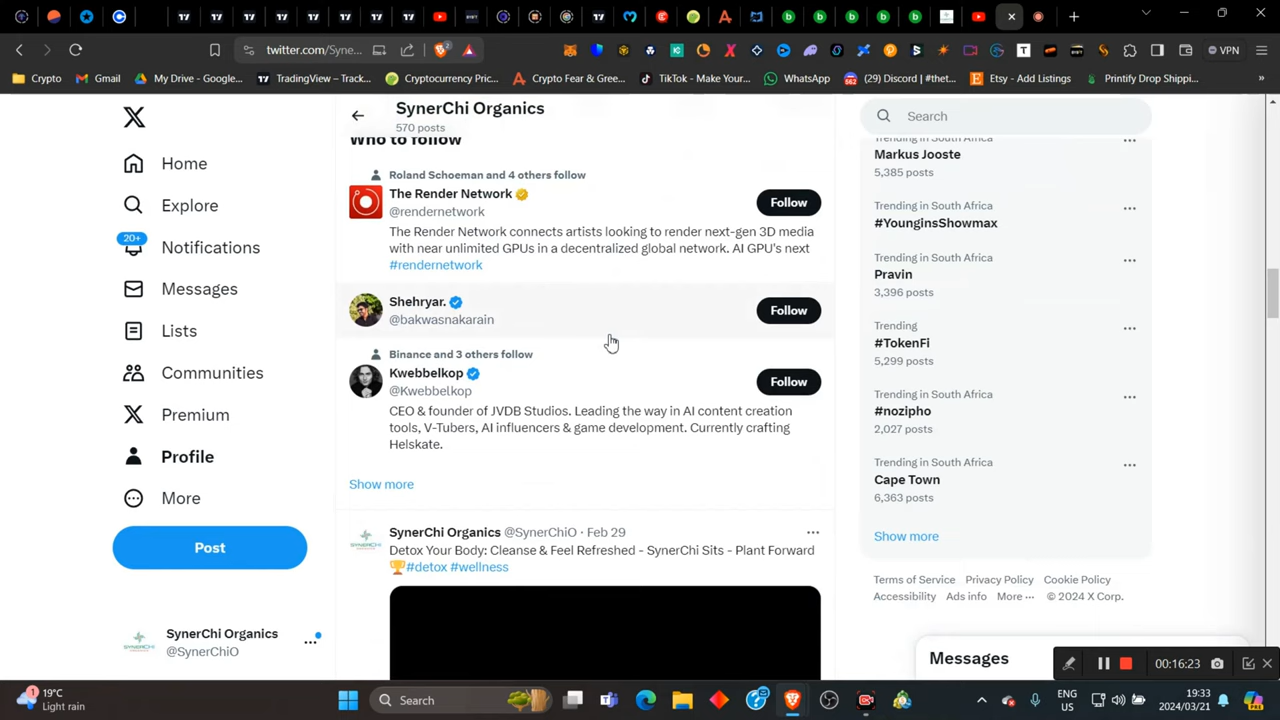 twitter.com/Syne...
VPN
Crypto
Gmail
My Drive - Google...
TradingView – Track...
Cryptocurrency Pric...
Crypto Fear & Gree...
TikTok - Make Your...
WhatsApp
(29) Discord | #thet...
Etsy - Add Listings
Printify Drop Shippi...
»
Home
Explore
20+
Notifications
Messages
Lists
Communities
Premium
Profile
More
Post
SynerChi Organics
@SynerChiO
SynerChi Organics
570 posts
Who to follow
Roland Schoeman and 4 others follow
The Render Network
@rendernetwork
Follow
The Render Network connects artists looking to render next-gen 3D media
with near unlimited GPUs in a decentralized global network. AI GPU's next
#rendernetwork
Shehryar.
@bakwasnakarain
Follow
Binance and 3 others follow
Kwebbelkop
@Kwebbelkop
Follow
CEO & founder of JVDB Studios. Leading the way in AI content creation
tools, V-Tubers, AI influencers & game development. Currently crafting
Helskate.
Show more
SynerChi Organics @SynerChiO · Feb 29
Detox Your Body: Cleanse & Feel Refreshed - SynerChi Sits - Plant Forward
#detox #wellness
Search
Trending in South Africa
Markus Jooste
5,385 posts
Trending in South Africa
#YounginsShowmax
Trending in South Africa
Pravin
3,396 posts
Trending
#TokenFi
5,299 posts
Trending in South Africa
#nozipho
2,027 posts
Trending in South Africa
Cape Town
6,363 posts
Show more
Terms of Service Privacy Policy Cookie Policy
Accessibility Ads info More ··· © 2024 X Corp.
Messages
00:16:23
1
19°C
Light rain
Search
ENG
US
19:33
2024/03/21